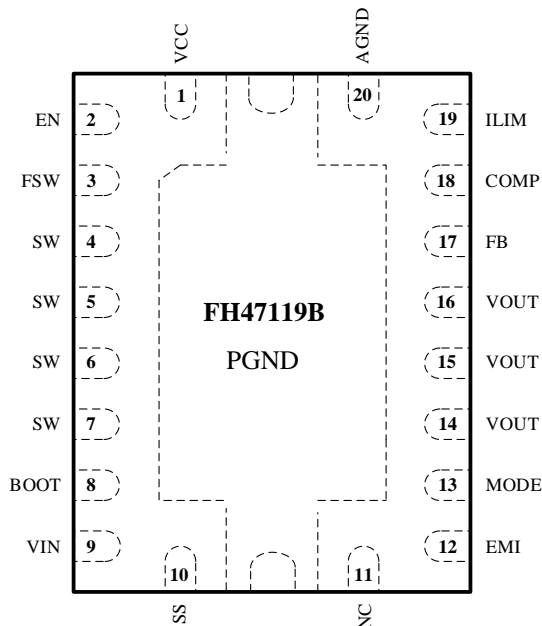 VCC
AGND
1
20
EN 2
19 ILIM
FSW 3
18 COMP
SW 4
17 FB
SW 5
16 VOUT
FH47119B
PGND
SW 6
15 VOUT
SW 7
14 VOUT
BOOT 8
13 MODE
VIN 9
12 EMI
10
11
SS
NC